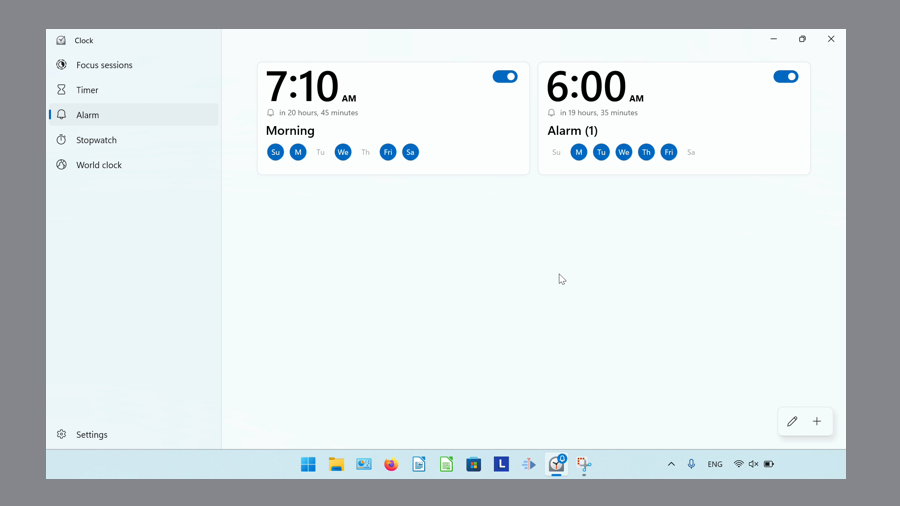 Clock
Focus sessions
Timer
Alarm
Stopwatch
World clock
Settings
7:10 AM
in 20 hours, 45 minutes
Morning
Su M Tu We Th Fri Sa
6:00 AM
in 19 hours, 35 minutes
Alarm (1)
Su M Tu We Th Fri Sa
L
ENG